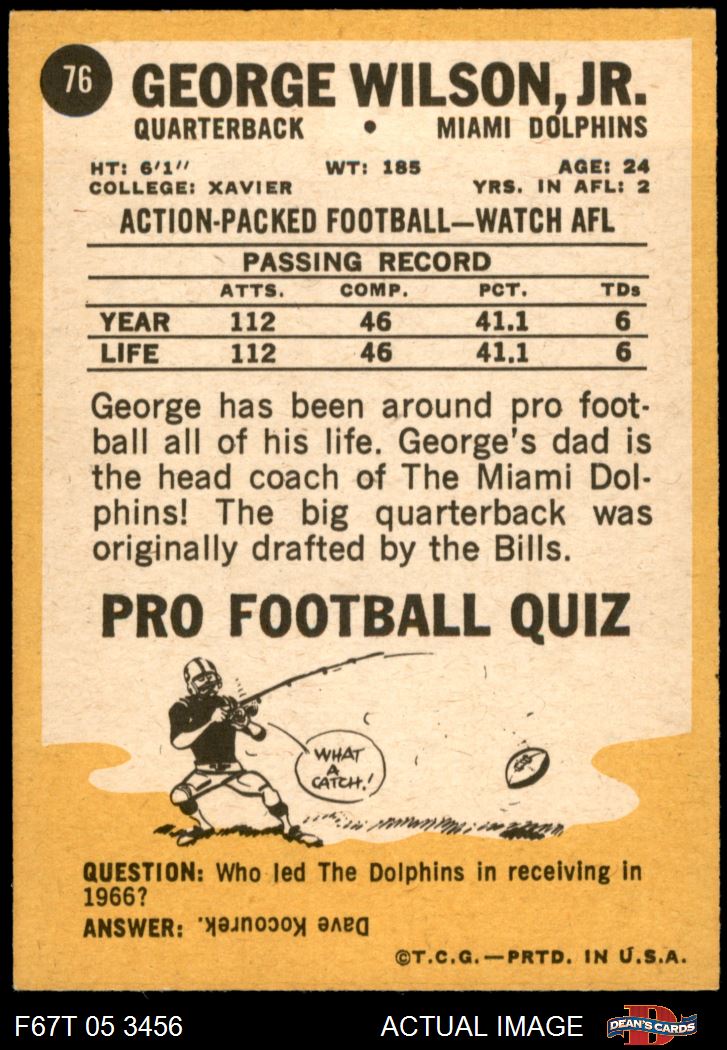 76
GEORGE WILSON, JR.
QUARTERBACK • MIAMI DOLPHINS
HT: 6'1" WT: 185 AGE: 24
COLLEGE: XAVIER YRS. IN AFL: 2
ACTION-PACKED FOOTBALL—WATCH AFL
PASSING RECORD
ATTS. COMP. PCT. TDs
YEAR 112 46 41.1 6
LIFE 112 46 41.1 6
George has been around pro foot-
ball all of his life. George's dad is
the head coach of The Miami Dol-
phins! The big quarterback was
originally drafted by the Bills.
PRO FOOTBALL QUIZ
WHAT
A
CATCH!
QUESTION: Who led The Dolphins in receiving in
1966?
ANSWER: Dave Kocourek.
©T.C.G.—PRTD. IN U.S.A.
F67T 05 3456 ACTUAL IMAGE D DEAN'S CARDS